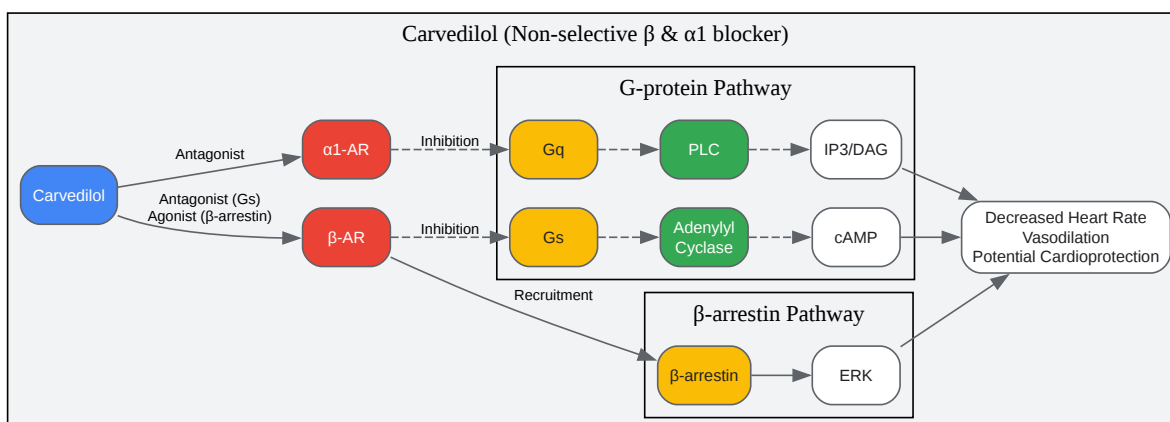 Carvedilol (Non-selective β & α1 blocker)
G-protein Pathway
Carvedilol
Antagonist
α1-AR
Inhibition
Gq
PLC
IP3/DAG
Antagonist (Gs)
Agonist (β-arrestin)
β-AR
Inhibition
Gs
Adenylyl
Cyclase
cAMP
Decreased Heart Rate
Vasodilation
Potential Cardioprotection
Recruitment
β-arrestin Pathway
β-arrestin
ERK